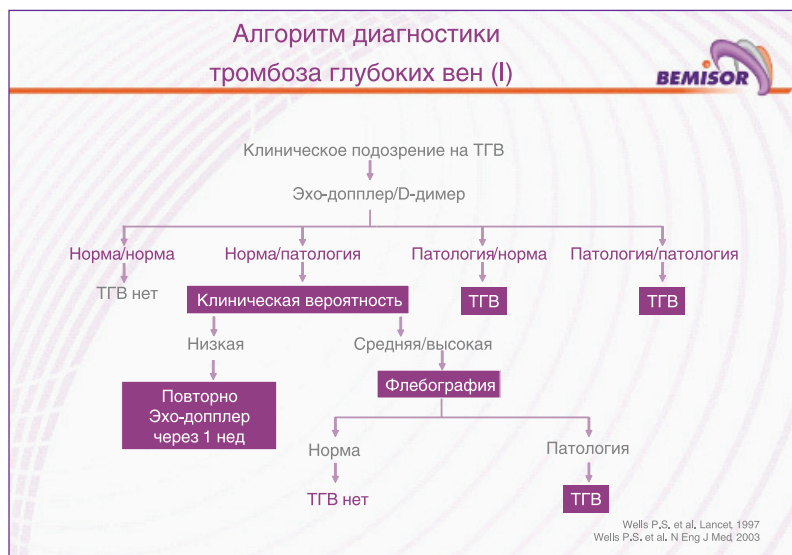 Алгоритм диагностики
тромбоза глубоких вен (I)
BEMISOR
Клиническое подозрение на ТГВ
Эхо-допплер/D-димер
Норма/норма
Норма/патология
Патология/норма
Патология/патология
ТГВ нет
Клиническая вероятность
ТГВ
ТГВ
Низкая
Средняя/высокая
Повторно
Эхо-допплер
через 1 нед
Флебография
Норма
Патология
ТГВ нет
ТГВ
Wells P.S. et al. Lancet, 1997
Wells P.S. et al. N Eng J Med, 2003